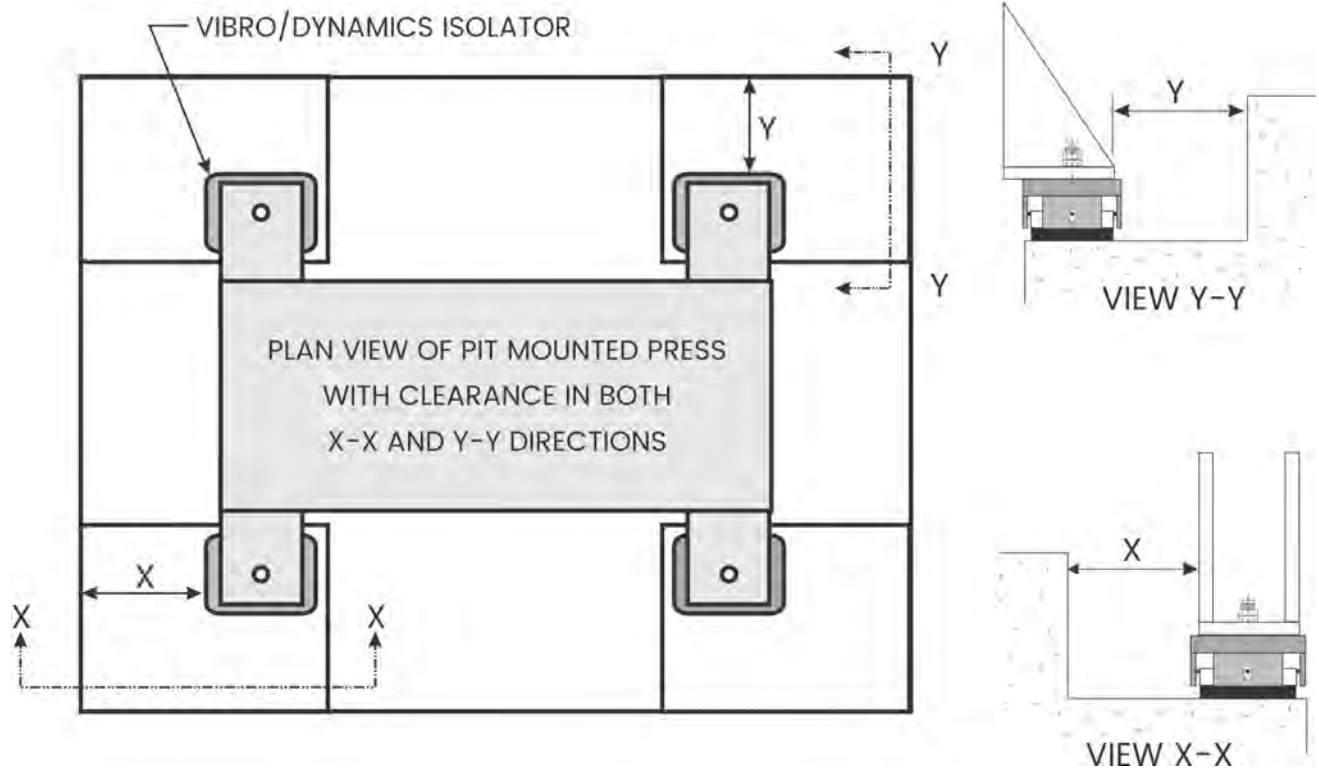 VIBRO/DYNAMICS ISOLATOR
Y
Y
Y
Y
VIEW Y-Y
PLAN VIEW OF PIT MOUNTED PRESS
WITH CLEARANCE IN BOTH
X-X AND Y-Y DIRECTIONS
X
X
X
X
VIEW X-X